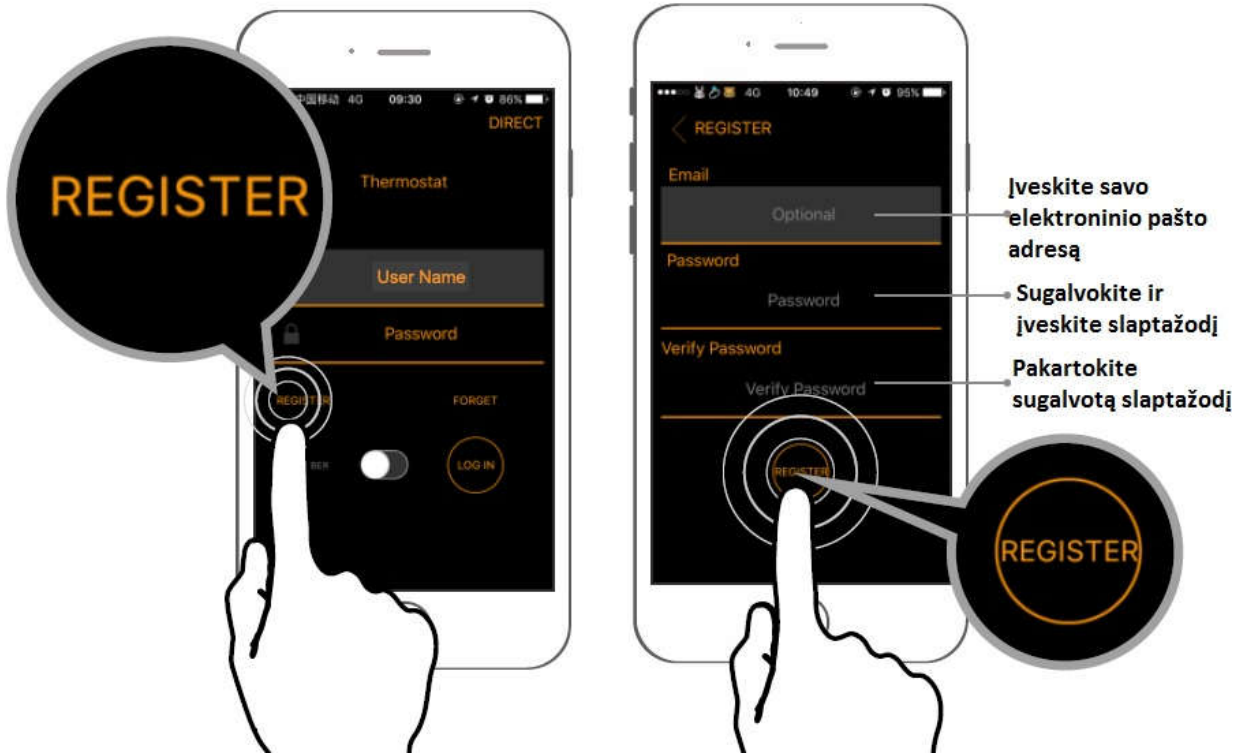 REGISTER
中国移动 4G 09:30 86%
DIRECT
Thermostat
User Name
Password
REGISTER FORGET
BER LOG IN
4G 10:49 95%
REGISTER
Email
Optional
Password
Password
Verify Password
Verify Password
REGISTER
REGISTER
Įveskite savo
elektroninio pašto
adresą
Sugalvokite ir
įveskite slaptažodį
Pakartokite
sugalvotą slaptažodį